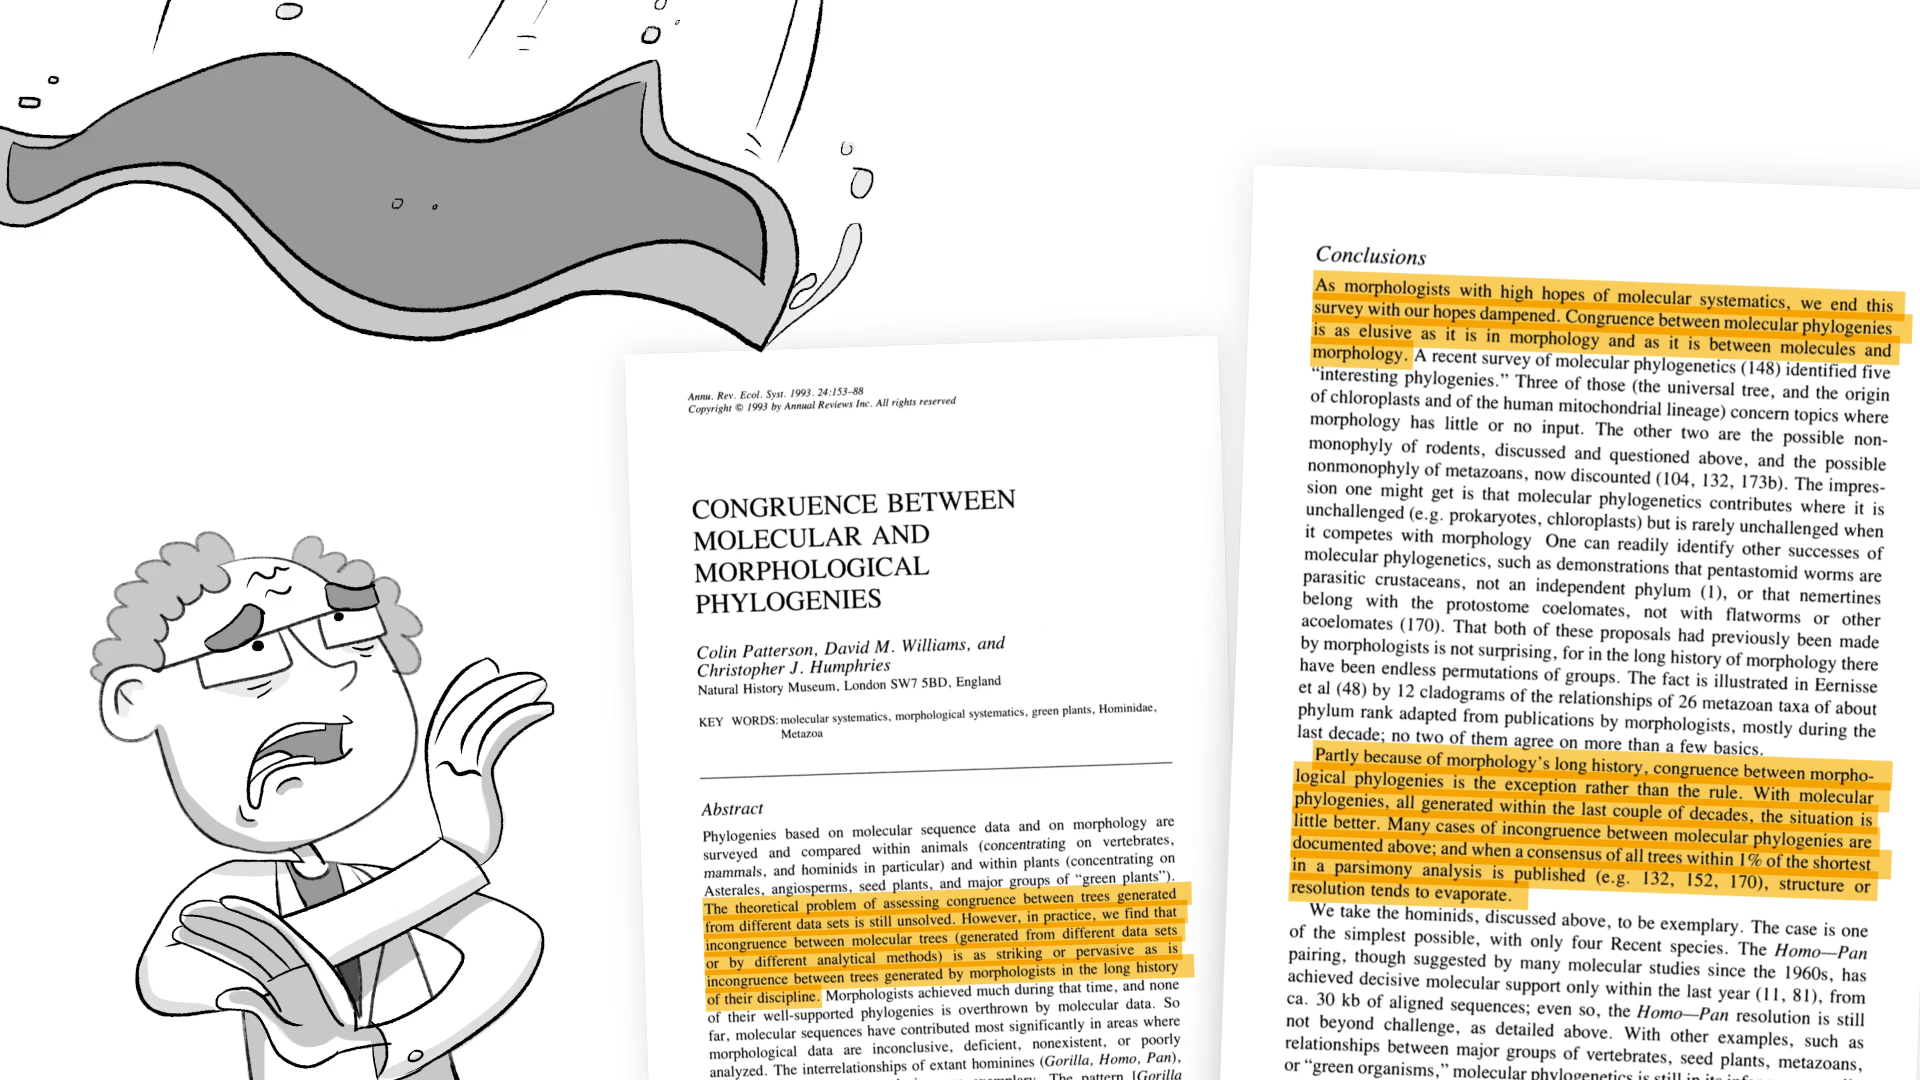 Annu. Rev. Ecol. Syst. 1993. 24:153–88
Copyright © 1993 by Annual Reviews Inc. All rights reserved
CONGRUENCE BETWEEN
MOLECULAR AND
MORPHOLOGICAL
PHYLOGENIES
Colin Patterson, David M. Williams, and
Christopher J. Humphries
Natural History Museum, London SW7 5BD, England
KEY WORDS: molecular systematics, morphological systematics, green plants, Hominidae,
Metazoa
Abstract
Phylogenies based on molecular sequence data and on morphology are
surveyed and compared within animals (concentrating on vertebrates,
mammals, and hominids in particular) and within plants (concentrating on
Asterales, angiosperms, seed plants, and major groups of “green plants”).
The theoretical problem of assessing congruence between trees generated
from different data sets is still unsolved. However, in practice, we find that
incongruence between molecular trees (generated from different data sets
or by different analytical methods) is as striking or pervasive as is
incongruence between trees generated by morphologists in the long history
of their discipline. Morphologists achieved much during that time, and none
of their well-supported phylogenies is overthrown by molecular data. So
far, molecular sequences have contributed most significantly in areas where
morphological data are inconclusive, deficient, nonexistent, or poorly
analyzed. The interrelationships of extant hominines (Gorilla, Homo, Pan),
The pattern [Gorilla
Conclusions
As morphologists with high hopes of molecular systematics, we end this
survey with our hopes dampened. Congruence between molecular phylogenies
is as elusive as it is in morphology and as it is between molecules and
morphology. A recent survey of molecular phylogenetics (148) identified five
“interesting phylogenies.” Three of those (the universal tree, and the origin
of chloroplasts and of the human mitochondrial lineage) concern topics where
morphology has little or no input. The other two are the possible non-
monophyly of rodents, discussed and questioned above, and the possible
nonmonophyly of metazoans, now discounted (104, 132, 173b). The impres-
sion one might get is that molecular phylogenetics contributes where it is
unchallenged (e.g. prokaryotes, chloroplasts) but is rarely unchallenged when
it competes with morphology One can readily identify other successes of
molecular phylogenetics, such as demonstrations that pentastomid worms are
parasitic crustaceans, not an independent phylum (1), or that nemertines
belong with the protostome coelomates, not with flatworms or other
acoelomates (170). That both of these proposals had previously been made
by morphologists is not surprising, for in the long history of morphology there
have been endless permutations of groups. The fact is illustrated in Eernisse
et al (48) by 12 cladograms of the relationships of 26 metazoan taxa of about
phylum rank adapted from publications by morphologists, mostly during the
last decade; no two of them agree on more than a few basics.
Partly because of morphology’s long history, congruence between morpho-
logical phylogenies is the exception rather than the rule. With molecular
phylogenies, all generated within the last couple of decades, the situation is
little better. Many cases of incongruence between molecular phylogenies are
documented above; and when a consensus of all trees within 1% of the shortest
in a parsimony analysis is published (e.g. 132, 152, 170), structure or
resolution tends to evaporate.
We take the hominids, discussed above, to be exemplary. The case is one
of the simplest possible, with only four Recent species. The Homo—Pan
pairing, though suggested by many molecular studies since the 1960s, has
achieved decisive molecular support only within the last year (11, 81), from
ca. 30 kb of aligned sequences; even so, the Homo—Pan resolution is still
not beyond challenge, as detailed above. With other examples, such as
relationships between major groups of vertebrates, seed plants, metazoans,
or “green organisms,” molecular phylogenetics is still in its